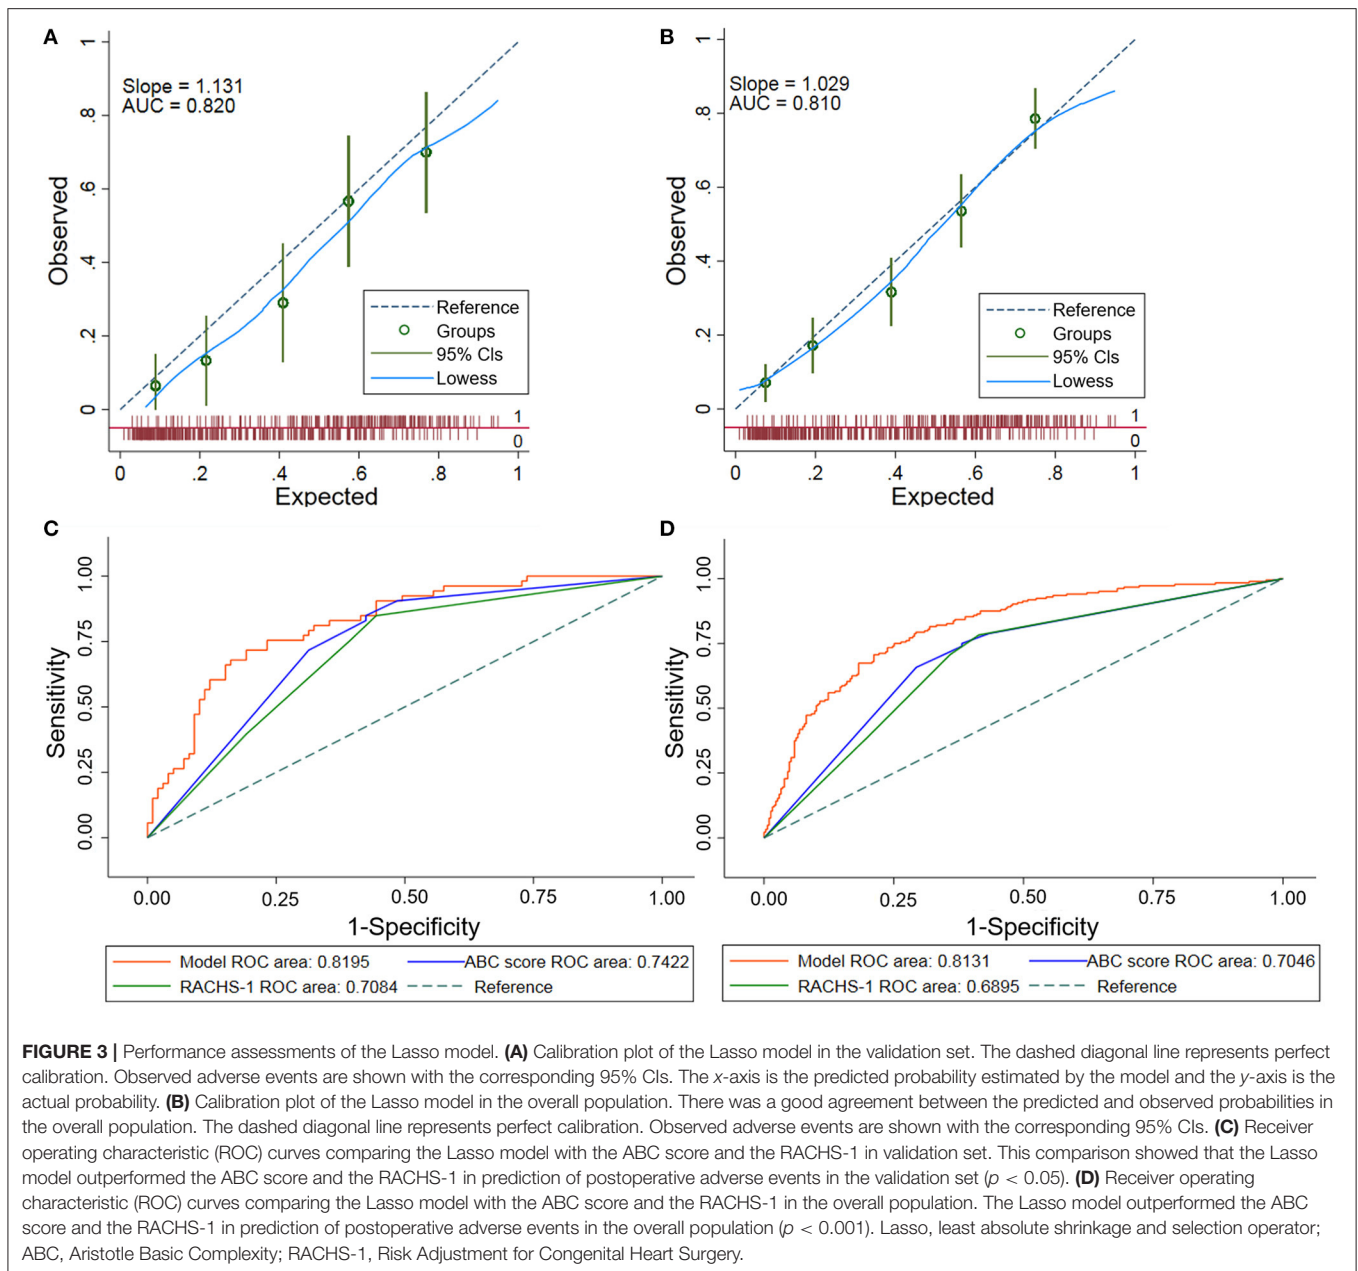 A
Slope = 1.131
AUC = 0.820
Observed
1
.8
.6
.4
.2
0
Reference
Groups
95% CIs
Lowess
1
0
0 .2 .4 .6 .8 1
Expected
B
Slope = 1.029
AUC = 0.810
Observed
1
.8
.6
.4
.2
0
Reference
Groups
95% CIs
Lowess
1
0
0 .2 .4 .6 .8 1
Expected
C
Sensitivity
1.00
0.75
0.50
0.25
0.00
0.00 0.25 0.50 0.75 1.00
1-Specificity
Model ROC area: 0.8195 ABC score ROC area: 0.7422
RACHS-1 ROC area: 0.7084 Reference
D
Sensitivity
1.00
0.75
0.50
0.25
0.00
0.00 0.25 0.50 0.75 1.00
1-Specificity
Model ROC area: 0.8131 ABC score ROC area: 0.7046
RACHS-1 ROC area: 0.6895 Reference
FIGURE 3 | Performance assessments of the Lasso model. (A) Calibration plot of the Lasso model in the validation set. The dashed diagonal line represents perfect
calibration. Observed adverse events are shown with the corresponding 95% CIs. The x-axis is the predicted probability estimated by the model and the y-axis is the
actual probability. (B) Calibration plot of the Lasso model in the overall population. There was a good agreement between the predicted and observed probabilities in
the overall population. The dashed diagonal line represents perfect calibration. Observed adverse events are shown with the corresponding 95% CIs. (C) Receiver
operating characteristic (ROC) curves comparing the Lasso model with the ABC score and the RACHS-1 in validation set. This comparison showed that the Lasso
model outperformed the ABC score and the RACHS-1 in prediction of postoperative adverse events in the validation set (p < 0.05). (D) Receiver operating
characteristic (ROC) curves comparing the Lasso model with the ABC score and the RACHS-1 in the overall population. The Lasso model outperformed the ABC
score and the RACHS-1 in prediction of postoperative adverse events in the overall population (p < 0.001). Lasso, least absolute shrinkage and selection operator;
ABC, Aristotle Basic Complexity; RACHS-1, Risk Adjustment for Congenital Heart Surgery.